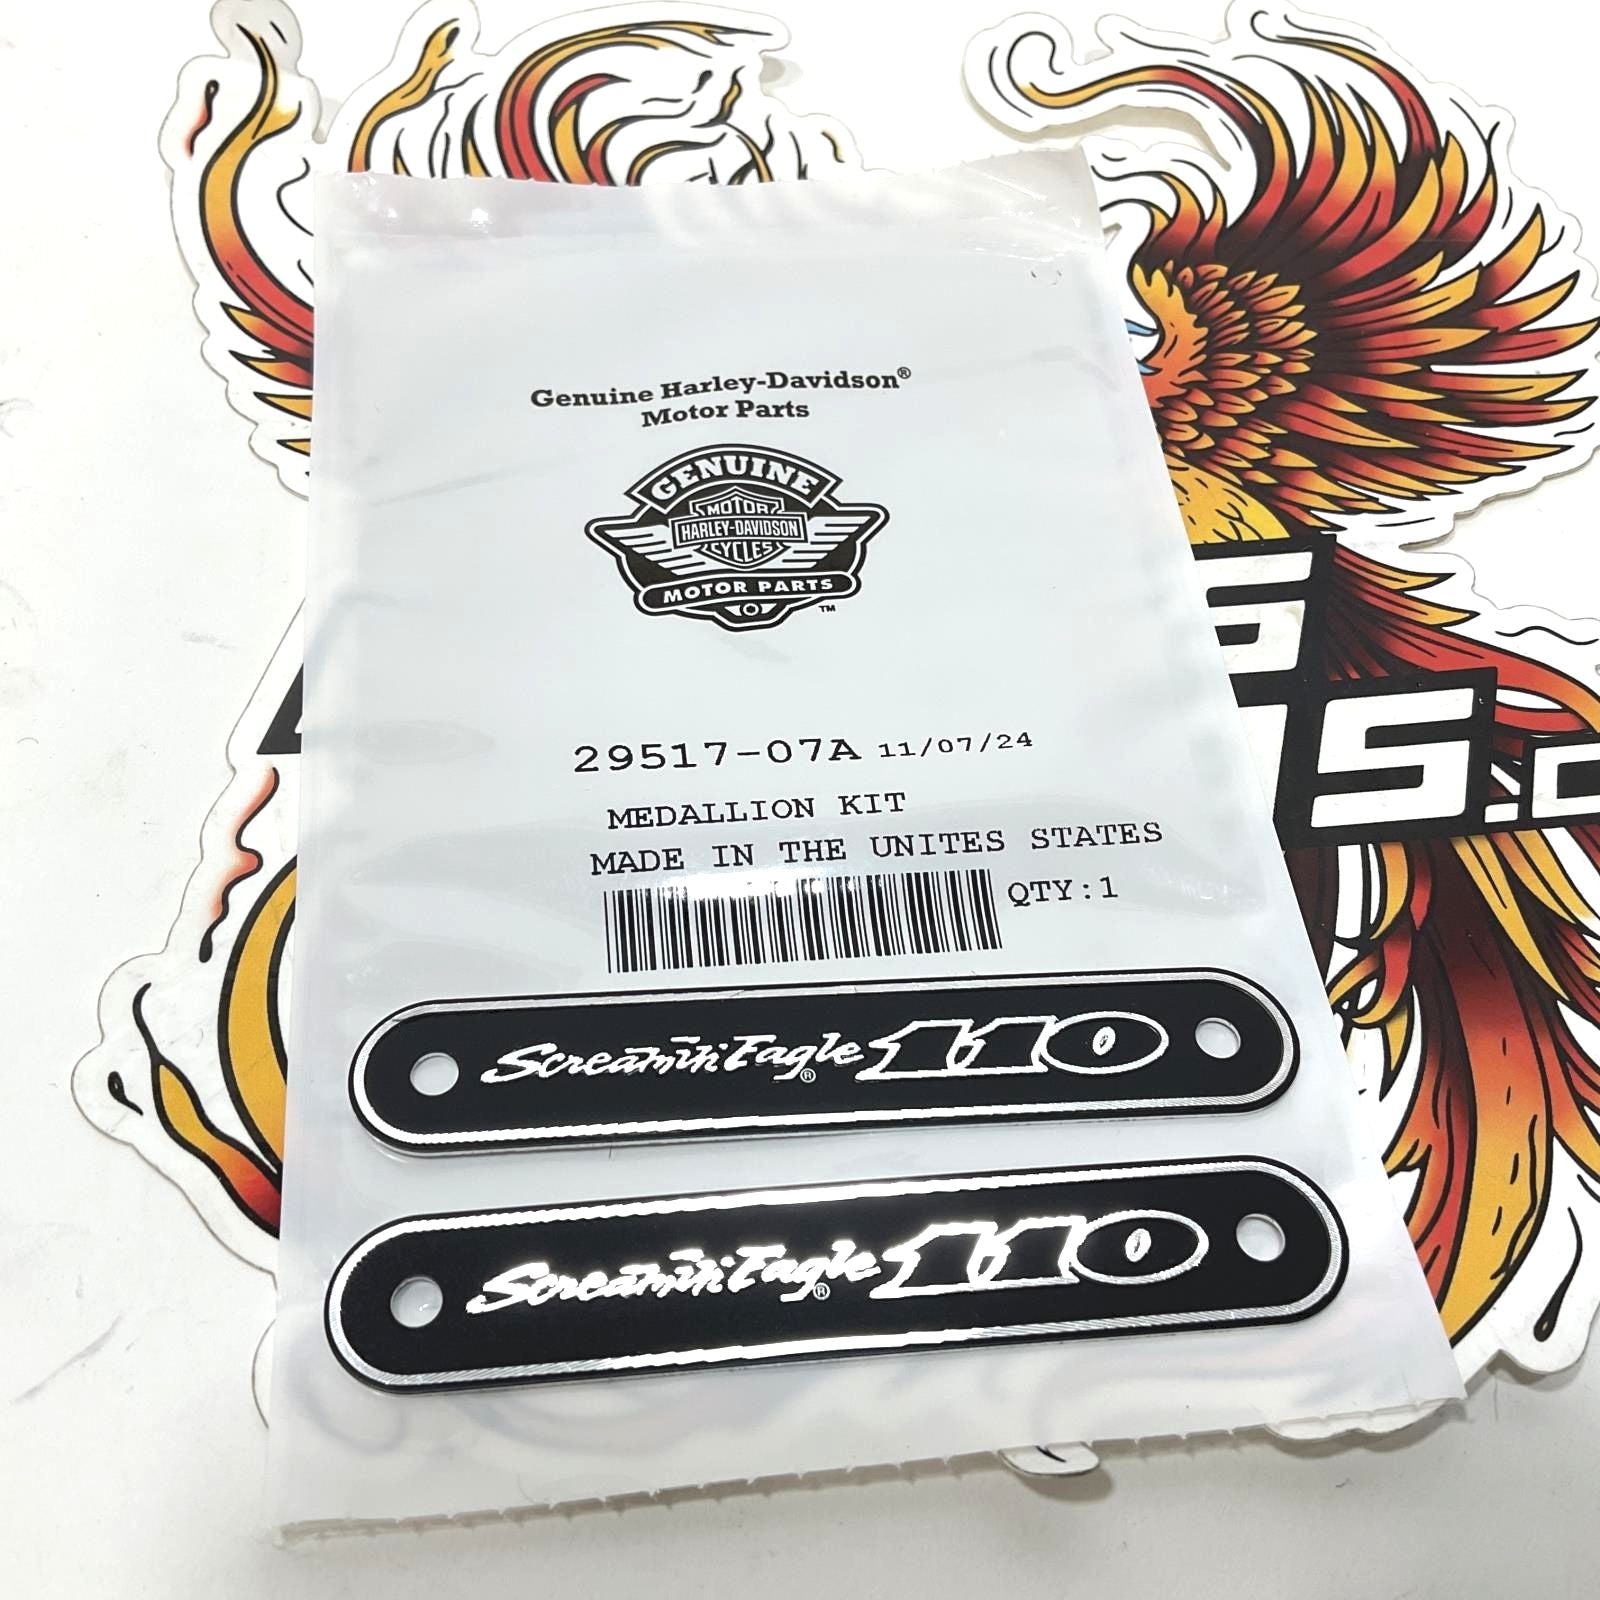 Genuine Harley-Davidson®
Motor Parts
GENUINE
MOTOR
HARLEY-DAVIDSON
CYCLES
MOTOR PARTS
™
29517-07A 11/07/24
MEDALLION KIT
MADE IN THE UNITES STATES
QTY:1
Screamin' Eagle® 110
Screamin' Eagle® 110